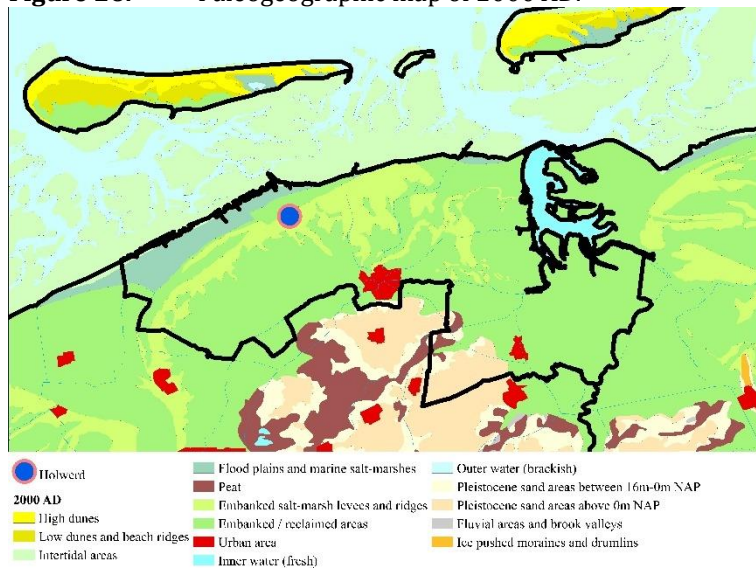 Figure Paleogeographic map of 2000 AD.
Holwerd
2000 AD
High dunes
Low dunes and beach ridges
Intertidal areas
Flood plains and marine salt-marshes
Peat
Embanked salt-marsh levees and ridges
Embanked / reclaimed areas
Urban area
Inner water (fresh)
Outer water (brackish)
Pleistocene sand areas between 16m-0m NAP
Pleistocene sand areas above 0m NAP
Fluvial areas and brook valleys
Ice pushed moraines and drumlins